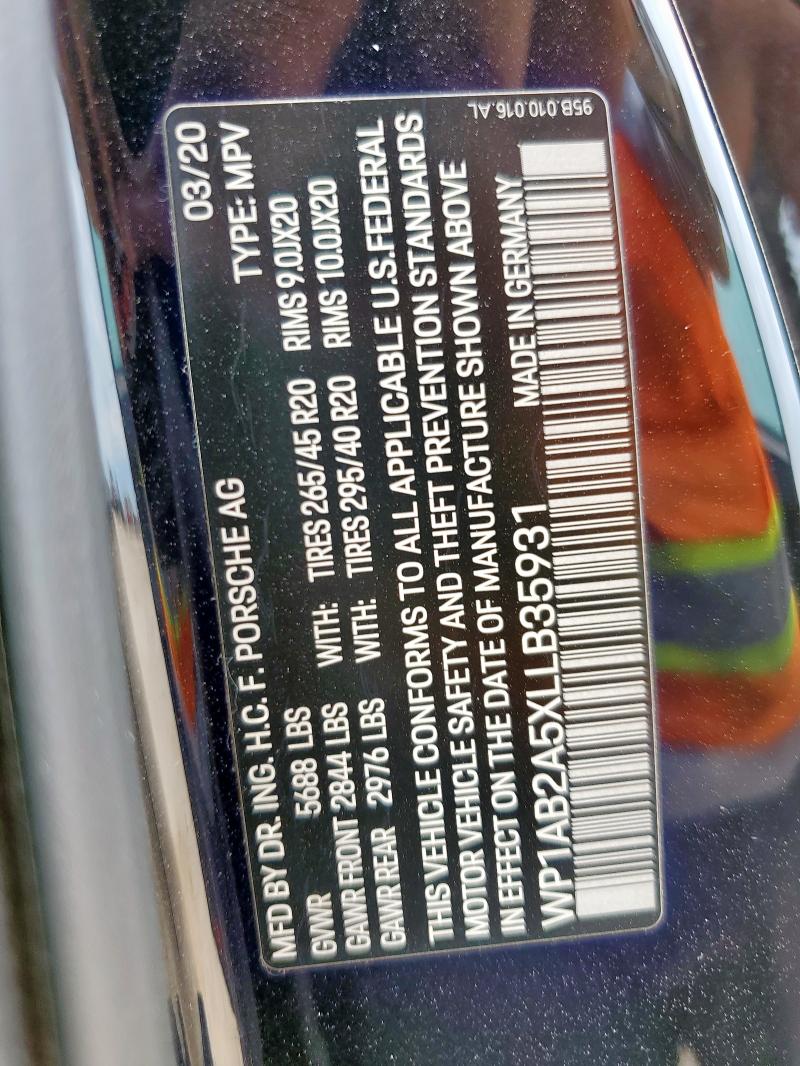 MFD BY DR. ING. H.C. F. PORSCHE AG 03/20
TYPE: MPV
GVWR 5688 LBS WITH: TIRES 265/45 R20 RIMS 9.0JX20
GAWR FRONT 2844 LBS WITH: TIRES 295/40 R20 RIMS 10.0JX20
GAWR REAR 2976 LBS
THIS VEHICLE CONFORMS TO ALL APPLICABLE U.S.FEDERAL
MOTOR VEHICLE SAFETY AND THEFT PREVENTION STANDARDS
IN EFFECT ON THE DATE OF MANUFACTURE SHOWN ABOVE
WP1AB2A5XLLB35931 MADE IN GERMANY
95B.010.016.AL